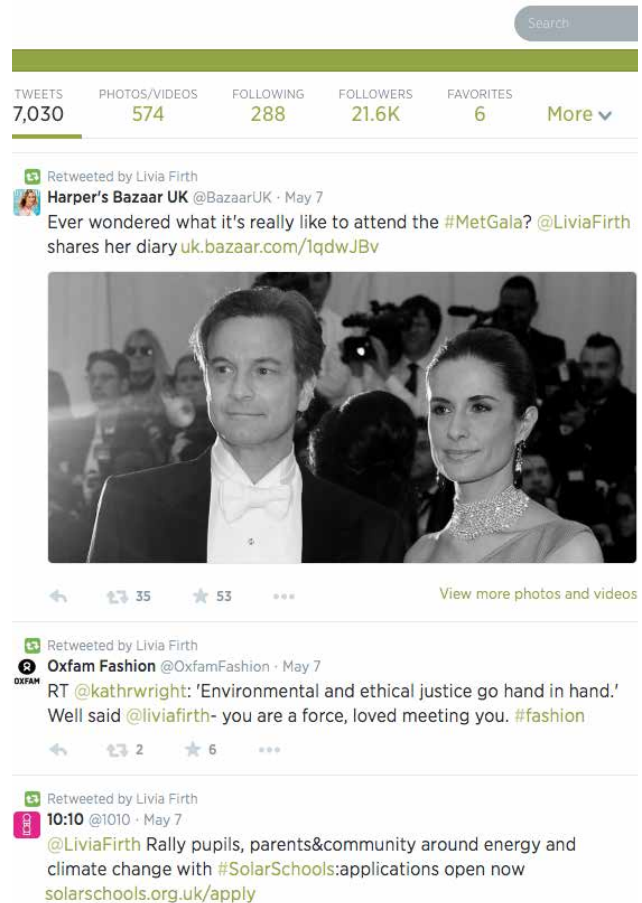 Search
TWEETS
7,030
PHOTOS/VIDEOS
574
FOLLOWING
288
FOLLOWERS
21.6K
FAVORITES
6
More
Retweeted by Livia Firth
Harper's Bazaar UK @BazaarUK · May 7
Ever wondered what it's really like to attend the #MetGala? @LiviaFirth
shares her diary uk.bazaar.com/1qdwJBv
35
53
View more photos and videos
Retweeted by Livia Firth
Oxfam Fashion @OxfamFashion · May 7
OXFAM
RT @kathrwright: 'Environmental and ethical justice go hand in hand.'
Well said @liviafirth- you are a force, loved meeting you. #fashion
2
6
Retweeted by Livia Firth
10:10 @1010 · May 7
@LiviaFirth Rally pupils, parents&community around energy and
climate change with #SolarSchools:applications open now
solarschools.org.uk/apply